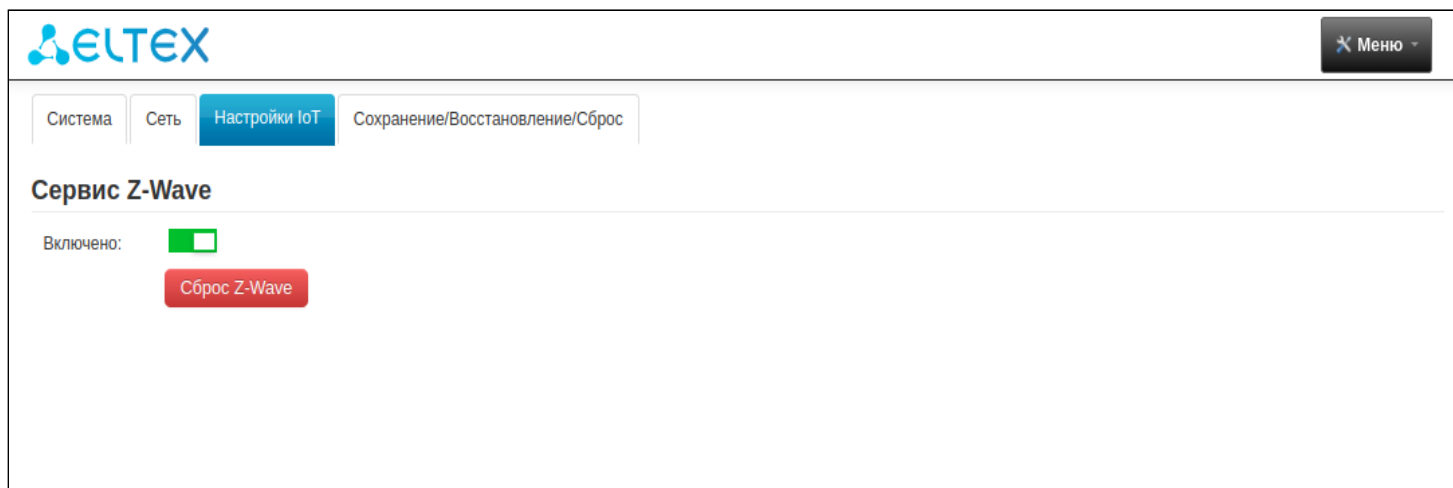 ELTEX
Меню
Система Сеть Настройки IoT Сохранение/Восстановление/Сброс
Сервис Z-Wave
Включено:
Сброс Z-Wave